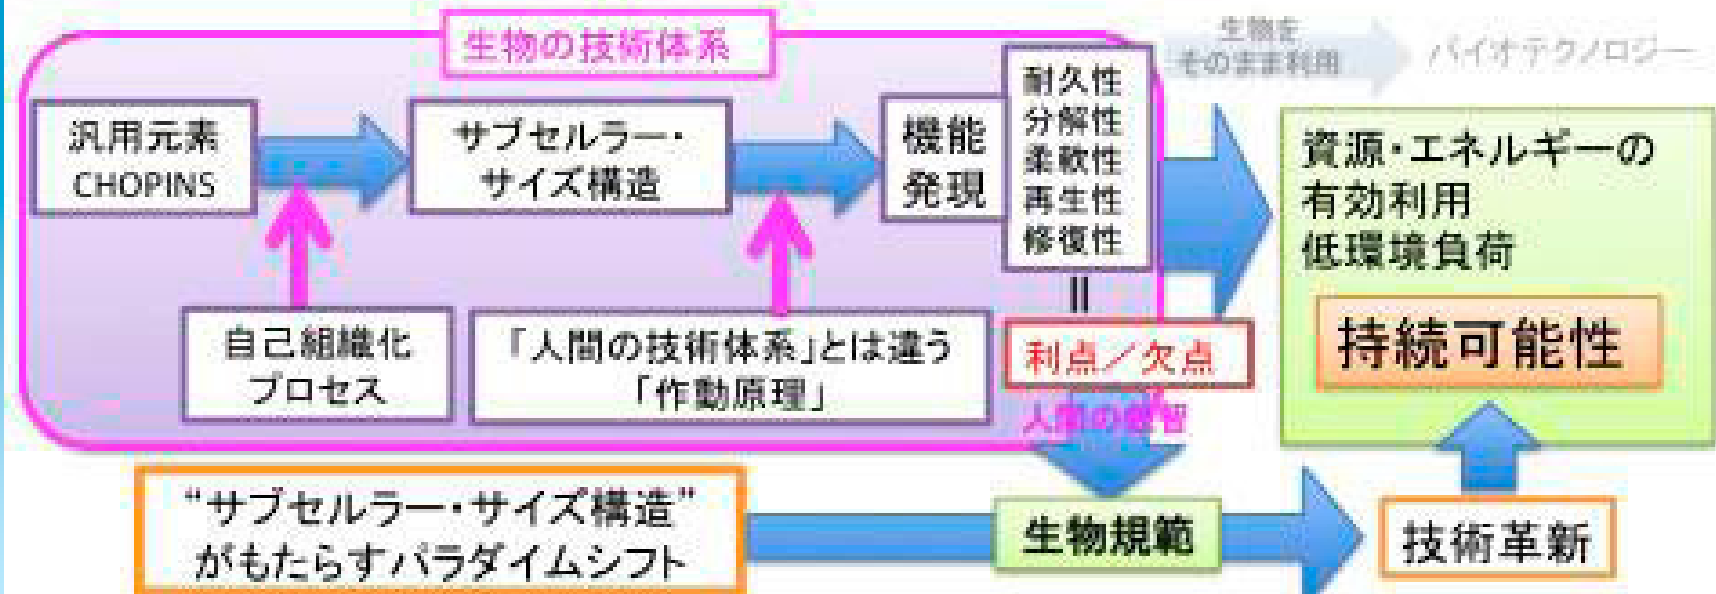 生物の技術体系
生物を
そのまま利用
バイオテクノロジー
汎用元素
CHOPINS
サブセルラー・
サイズ構造
機能
発現
耐久性
分解性
柔軟性
再生性
修復性
＝
利点／欠点
自己組織化
プロセス
「人間の技術体系」とは違う
「作動原理」
人間の叡智
資源・エネルギーの
有効利用
低環境負荷
持続可能性
“サブセルラー・サイズ構造”
がもたらすパラダイムシフト
生物規範
技術革新